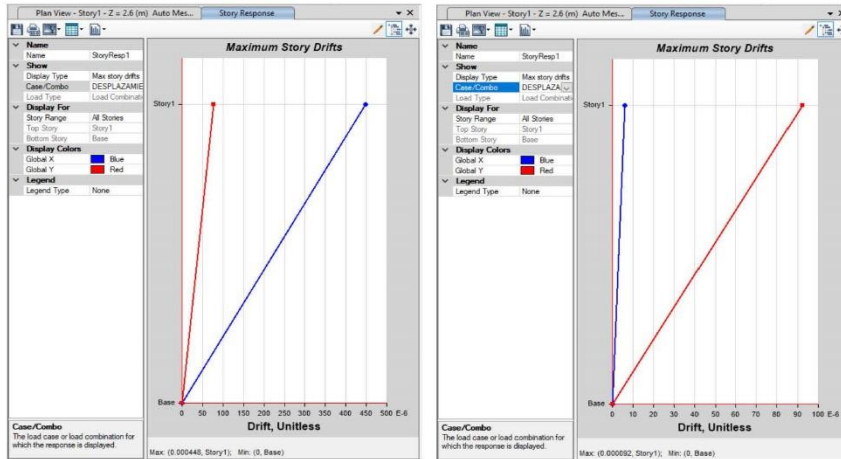 Plan View - Story1 - Z = 2.6 (m)  Auto Mes...
Story Response
Name
Name StoryResp1
Show
Display Type Max story drifts
Case/Combo DESPLAZAMIE
Load Type Load Combinati
Display For
Story Range All Stories
Top Story Story1
Bottom Story Base
Display Colors
Global X Blue
Global Y Red
Legend
Legend Type None
Case/Combo
The load case or load combination for
which the response is displayed.
Maximum Story Drifts
Story1
Base
0 50 100 150 200 250 300 350 400 450 500 E-6
Drift, Unitless
Max: (0.000448, Story1);  Min: (0, Base)
Plan View - Story1 - Z = 2.6 (m)  Auto Mes...
Story Response
Name
Name StoryResp1
Show
Display Type Max story drifts
Case/Combo DESPLAZA
Load Type Load Combinati
Display For
Story Range All Stories
Top Story Story1
Bottom Story Base
Display Colors
Global X Blue
Global Y Red
Legend
Legend Type None
Case/Combo
The load case or load combination for
which the response is displayed.
Maximum Story Drifts
Story1
Base
0 10 20 30 40 50 60 70 80 90 100 E-6
Drift, Unitless
Max: (0.000092, Story1);  Min: (0, Base)